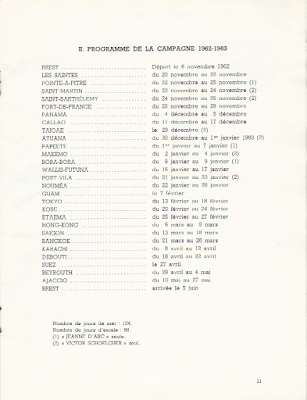 II. PROGRAMME DE LA CAMPAGNE 1962-1963
BREST ........ Départ le 6 novembre 1962
LES SAINTES ........ du 20 novembre au 22 novembre
POINTE-A-PITRE ........ du 22 novembre au 25 novembre (1)
SAINT MARTIN ........ du 23 novembre au 24 novembre (2)
SAINT-BARTHÉLEMY ........ du 24 novembre au 25 novembre (2)
FORT-DE-FRANCE ........ du 26 novembre au 28 novembre
PANAMA ........ du 4 décembre au 5 décembre
CALLAO ........ du 11 décembre au 17 décembre
TAIOAE ........ le 29 décembre (2)
ATUANA ........ du 30 décembre au 1er janvier 1963 (2)
PAPEETE ........ du 1er janvier au 7 janvier (1)
MAKEMO ........ du 2 janvier au 4 janvier (2)
BORA-BORA ........ du 8 janvier au 9 janvier (1)
WALLIS-FUTUNA ........ du 16 janvier au 17 janvier
PORT VILA ........ du 21 janvier au 23 janvier (2)
NOUMÉA ........ du 22 janvier au 28 janvier
GUAM ........ le 7 février
TOKYO ........ du 13 février au 18 février
KOBE ........ du 20 février au 24 février
ETAJIMA ........ du 25 février au 27 février
HONG-KONG ........ du 5 mars au 9 mars
SAIGON ........ du 13 mars au 18 mars
BANGKOK ........ du 21 mars au 26 mars
KARACHI ........ du 8 avril au 12 avril
DJIBOUTI ........ du 18 avril au 22 avril
SUEZ ........ le 27 avril
BEYROUTH ........ du 29 avril au 4 mai
AJACCIO ........ du 10 mai au 27 mai
BREST ........ arrivée le 5 juin
Nombre de jours de mer : 124.
Nombre de jours d'escale : 88.
(1) « JEANNE D'ARC » seule.
(2) « VICTOR SCHŒLCHER » seul.
11